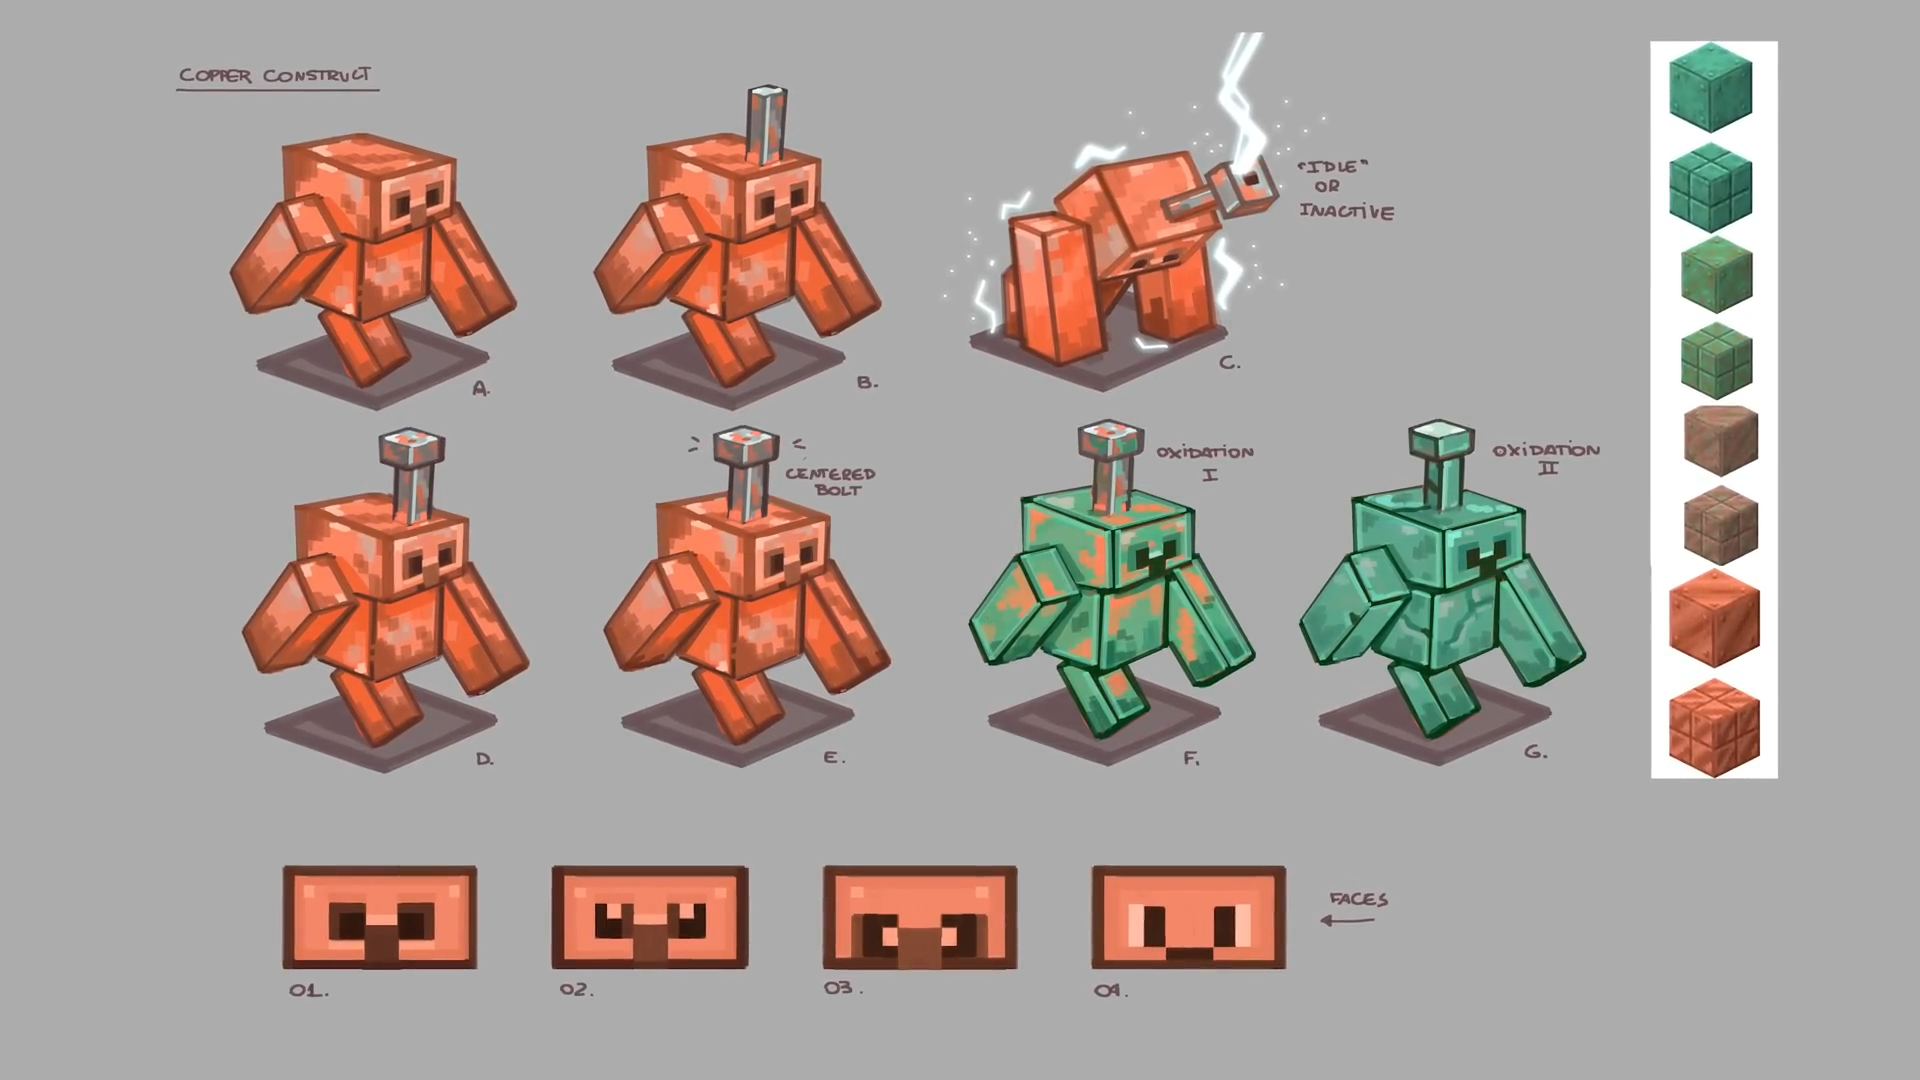 COPPER CONSTRUCT
A.
B.
"IDLE"
OR
INACTIVE
C.
D.
CENTERED
BOLT
E.
OXIDATION
I
F.
OXIDATION
II
G.
01.
02.
03.
04.
FACES